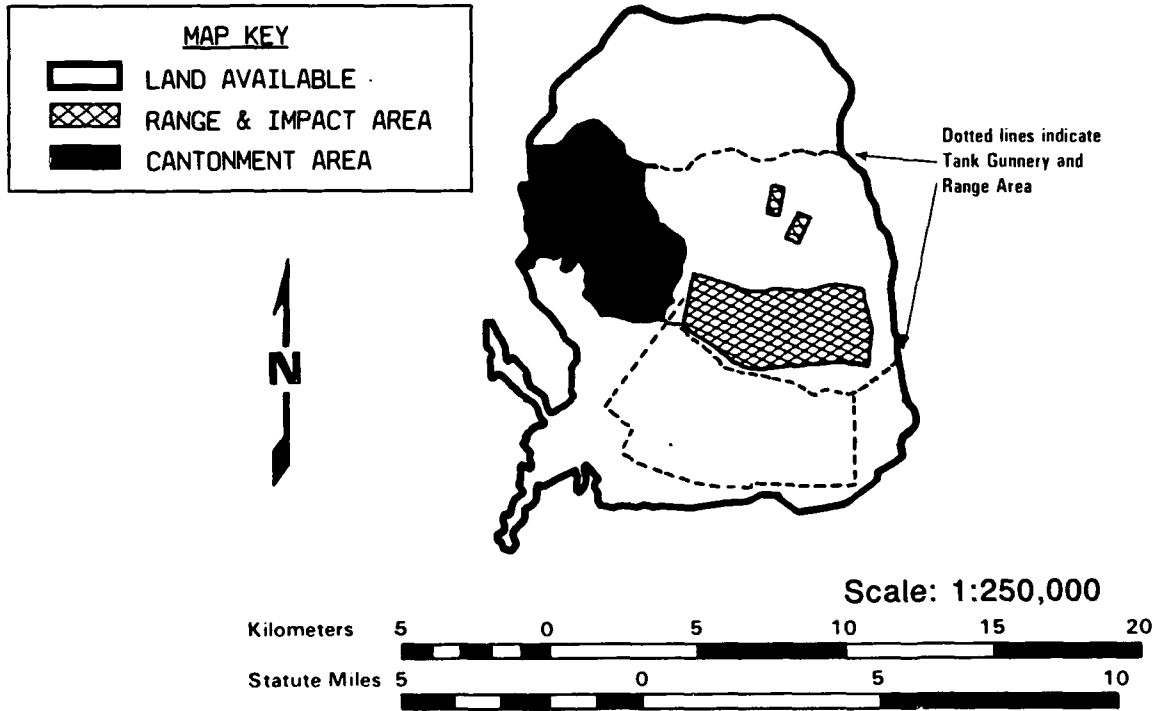 MAP KEY
LAND AVAILABLE
RANGE & IMPACT AREA
CANTONMENT AREA
Dotted lines indicate
Tank Gunnery and
Range Area
N
Scale: 1:250,000
Kilometers 5 0 5 10 15 20
Statute Miles 5 0 5 10